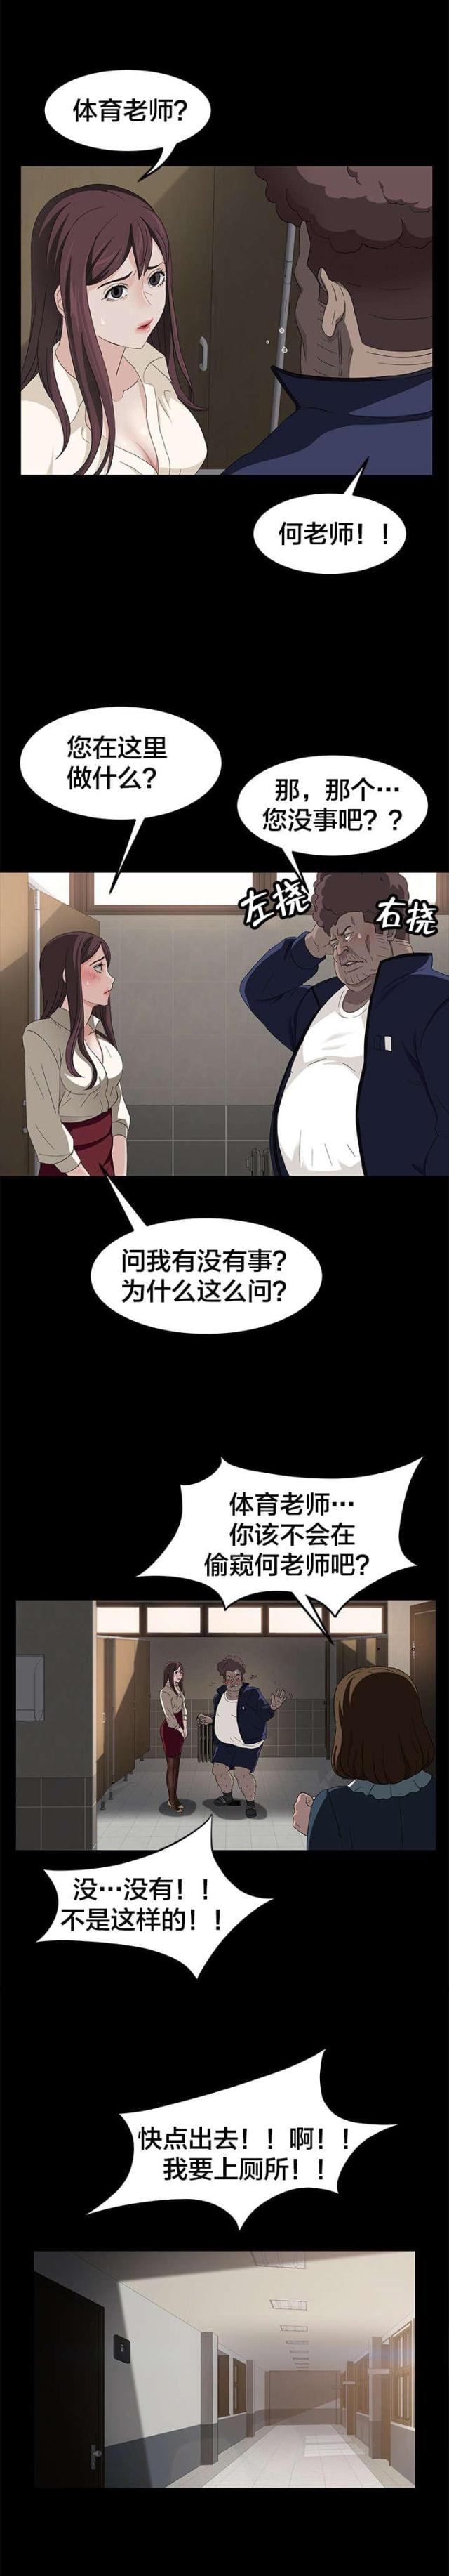 体育老师?
何老师！！
您在这里
做什么?
那，那个…
您没事吧？？
左挠
右挠
问我有没有事?
为什么这么问?
体育老师…
你该不会在
偷窥何老师吧?
没…没有！！
不是这样的！！
快点出去！！啊！！
我要上厕所！！